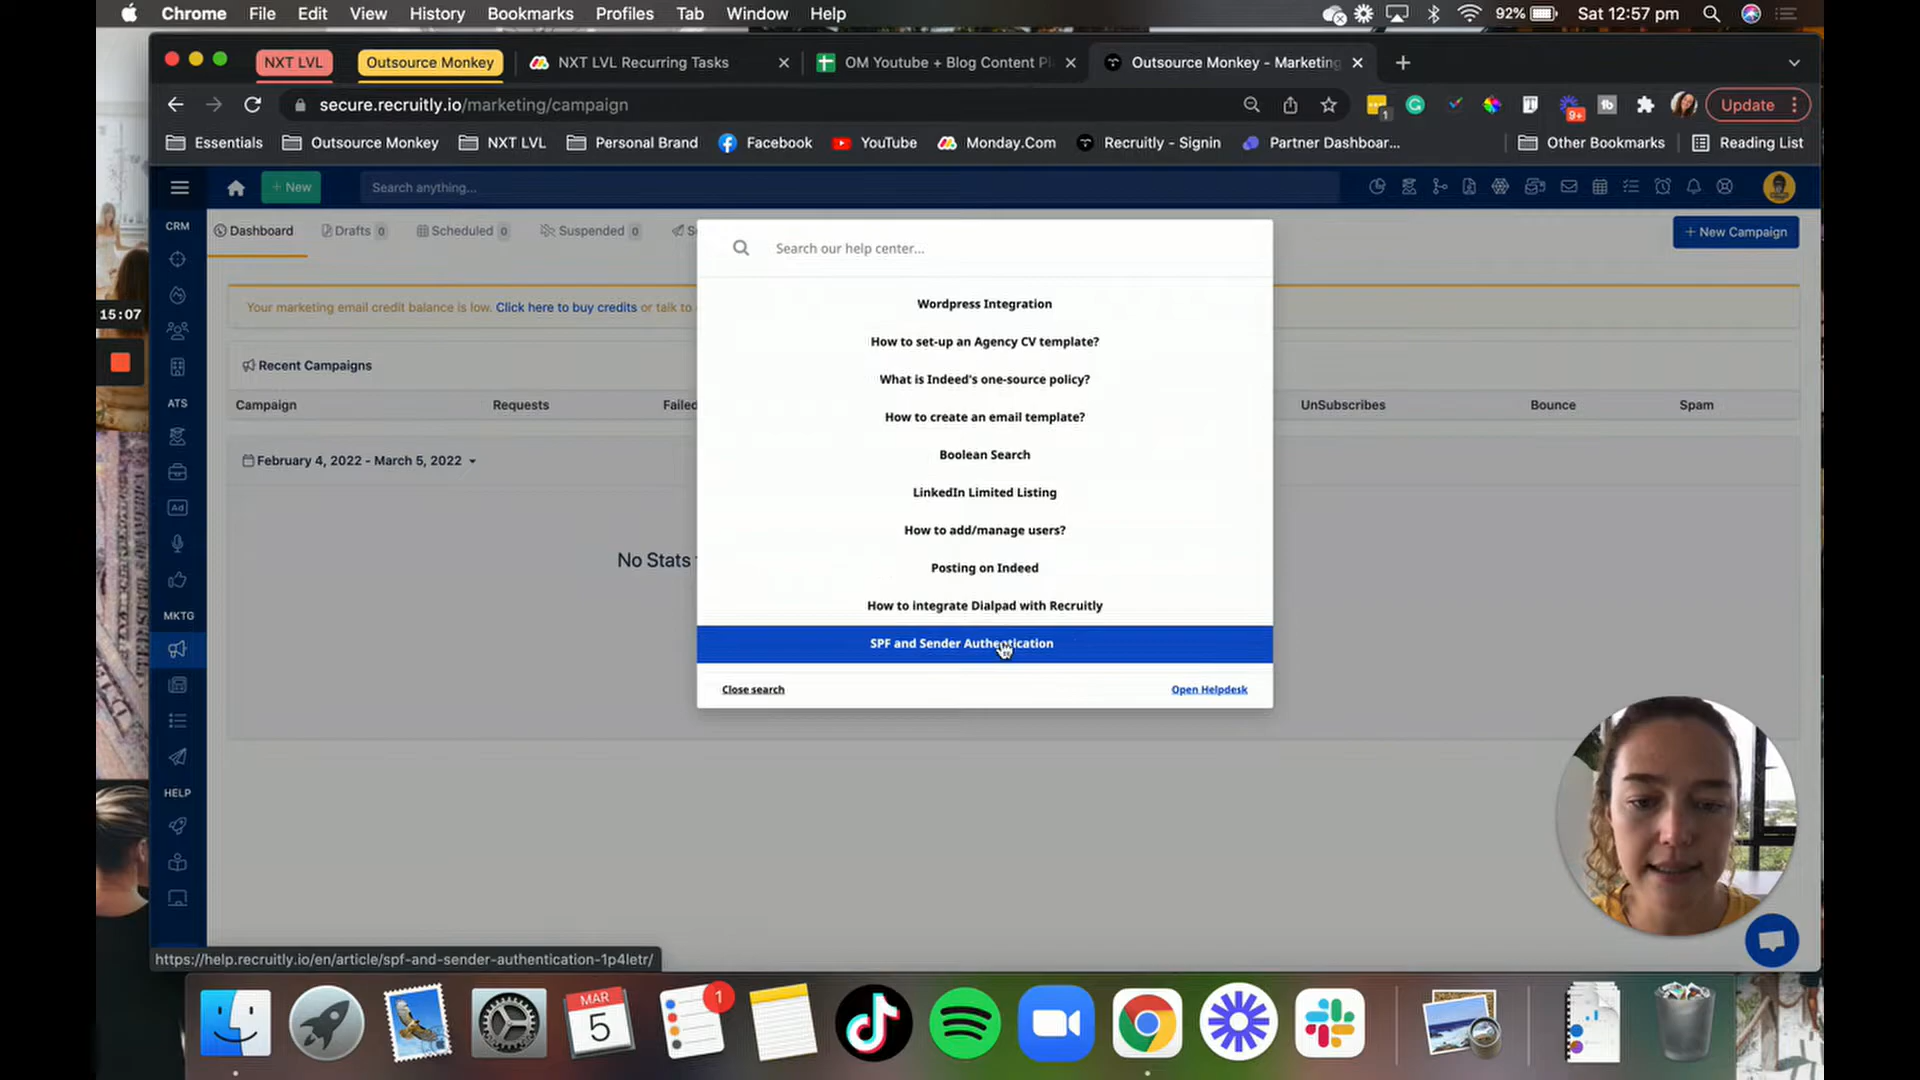 Chrome File Edit View History Bookmarks Profiles Tab Window Help 92% Sat 12:57 pm
NXT LVL Outsource Monkey NXT LVL Recurring Tasks OM Youtube + Blog Content Pl Outsource Monkey - Marketing
secure.recruitly.io/marketing/campaign 1 9+ Update
Essentials Outsource Monkey NXT LVL Personal Brand Facebook YouTube Monday.Com Recruitly - Signin Partner Dashboar... Other Bookmarks Reading List
+ New Search anything...
CRM Dashboard Drafts 0 Scheduled 0 Suspended 0 + New Campaign
Search our help center...
Your marketing email credit balance is low. Click here to buy credits or talk to
15:07
Wordpress Integration
How to set-up an Agency CV template?
Recent Campaigns
What is Indeed's one-source policy?
ATS Campaign Requests Failed UnSubscribes Bounce Spam
How to create an email template?
February 4, 2022 - March 5, 2022
Boolean Search
LinkedIn Limited Listing
Ad
How to add/manage users?
No Stats
Posting on Indeed
How to integrate Dialpad with Recruitly
MKTG
SPF and Sender Authentication
Close search Open Helpdesk
HELP
https://help.recruitly.io/en/article/spf-and-sender-authentication-1p4letr/
MAR
5
1